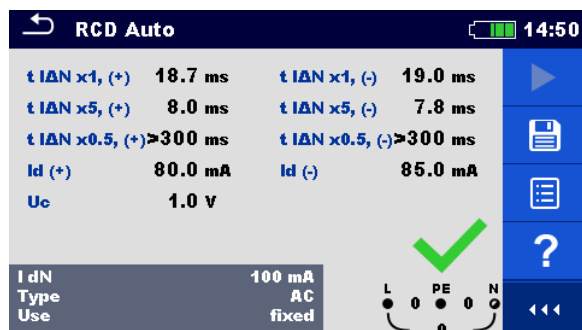 RCD Auto 14:50
t IΔN x1, (+) 18.7 ms t IΔN x1, (-) 19.0 ms
t IΔN x5, (+) 8.0 ms t IΔN x5, (-) 7.8 ms
t IΔN x0.5, (+)>300 ms t IΔN x0.5, (-)>300 ms
Id (+) 80.0 mA Id (-) 85.0 mA
Uc 1.0 V
?
I dN 100 mA
Type AC
Use fixed
L PE N
0 0
0